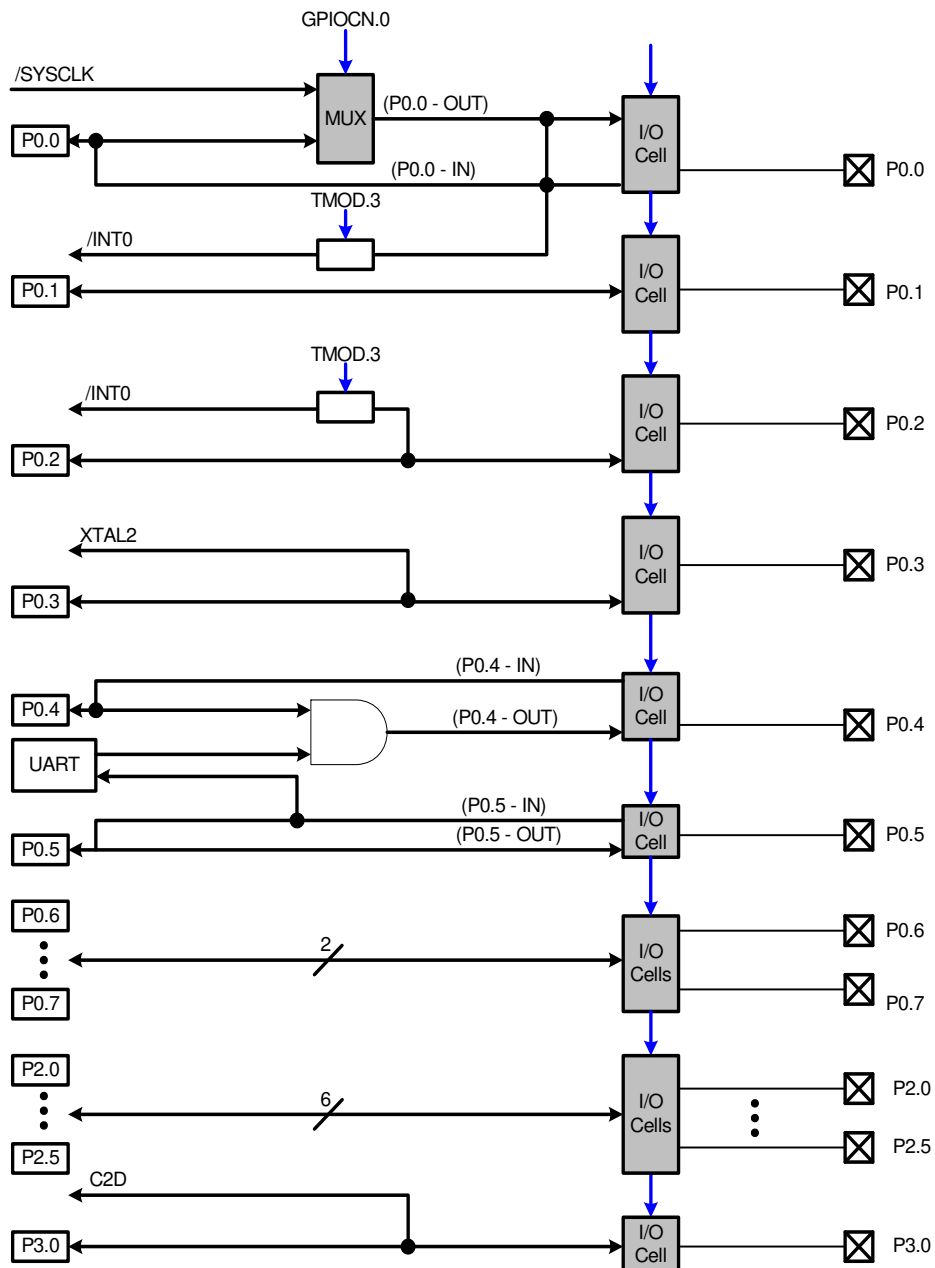 GPIOCN.0
/SYSCLK
MUX
(P0.0 - OUT)
I/O
Cell
P0.0
(P0.0 - IN)
P0.0
TMOD.3
/INT0
P0.1
I/O
Cell
P0.1
TMOD.3
/INT0
I/O
Cell
P0.2
P0.2
XTAL2
I/O
Cell
P0.3
P0.3
(P0.4 - IN)
P0.4
(P0.4 - OUT)
I/O
Cell
P0.4
UART
(P0.5 - IN)
(P0.5 - OUT)
P0.5
I/O
Cell
P0.5
P0.6
2
P0.7
I/O
Cells
P0.6
P0.7
P2.0
6
P2.5
I/O
Cells
P2.0
P2.5
C2D
P3.0
I/O
Cell
P3.0